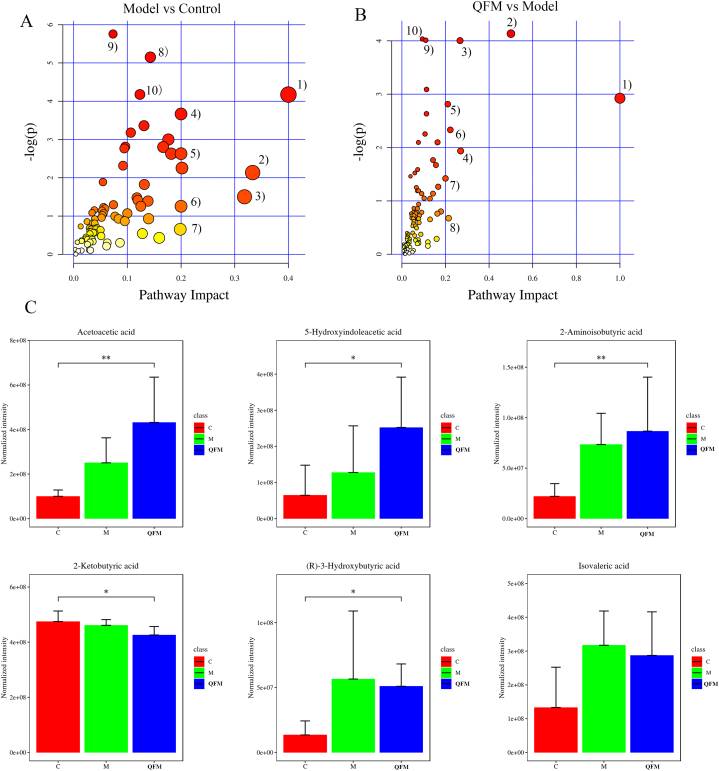 A
Model vs Control
-log(p)
6
5
4
3
2
1
0
9)
8)
10)
1)
4)
5)
2)
3)
6)
7)
0.0 0.1 0.2 0.3 0.4
Pathway Impact
B
QFM vs Model
-log(p)
4
3
2
1
0
2)
10)
9)
3)
1)
5)
6)
4)
7)
8)
0.0 0.2 0.4 0.6 0.8 1.0
Pathway Impact
C
Acetoacetic acid
Normalized intensity
8e+08
6e+08
4e+08
2e+08
0e+00
**
C M QFM
class
C
M
QFM
5-Hydroxyindoleacetic acid
Normalized intensity
4e+08
3e+08
2e+08
1e+08
0e+00
*
C M QFM
class
C
M
QFM
2-Aminoisobutyric acid
Normalized intensity
1.5e+08
1.0e+08
5.0e+07
0.0e+00
**
C M QFM
class
C
M
QFM
2-Ketobutyric acid
Normalized intensity
6e+08
4e+08
2e+08
0e+00
*
C M QFM
class
C
M
QFM
(R)-3-Hydroxybutyric acid
Normalized intensity
1e+08
5e+07
0e+00
*
C M QFM
class
C
M
QFM
Isovaleric acid
Normalized intensity
5e+08
4e+08
3e+08
2e+08
1e+08
0e+00
C M QFM
class
C
M
QFM